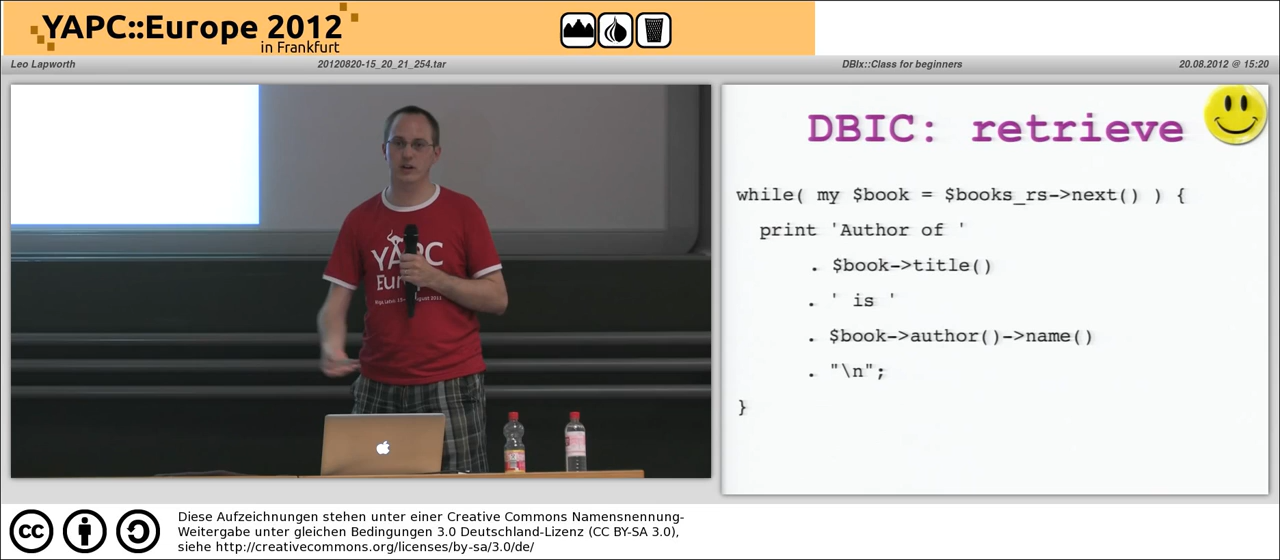 YAPC::Europe 2012
in Frankfurt
Leo Lapworth
20120820-15_20_21_254.tar
DBIx::Class for beginners
20.08.2012 @ 15:20
YAPC
Europe
DBIC: retrieve
while( my $book = $books_rs->next() ) {
print 'Author of '
. $book->title()
. ' is '
. $book->author()->name()
. "\n";
}
cc
Diese Aufzeichnungen stehen unter einer Creative Commons Namensnennung-
Weitergabe unter gleichen Bedingungen 3.0 Deutschland-Lizenz (CC BY-SA 3.0),
siehe http://creativecommons.org/licenses/by-sa/3.0/de/